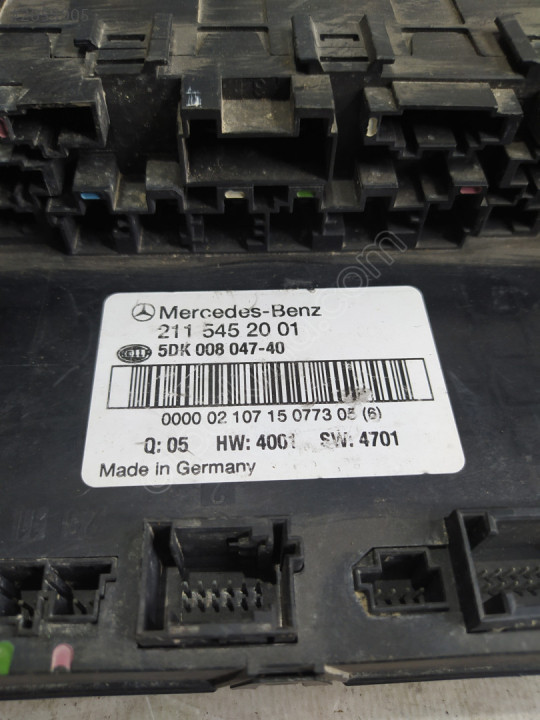 Mercedes-Benz
211 545 20 01
5DK 008 047-40
0000 02 107 15 0773 05 (6)
Q: 05 HW: 4001 SW: 4701
Made in Germany